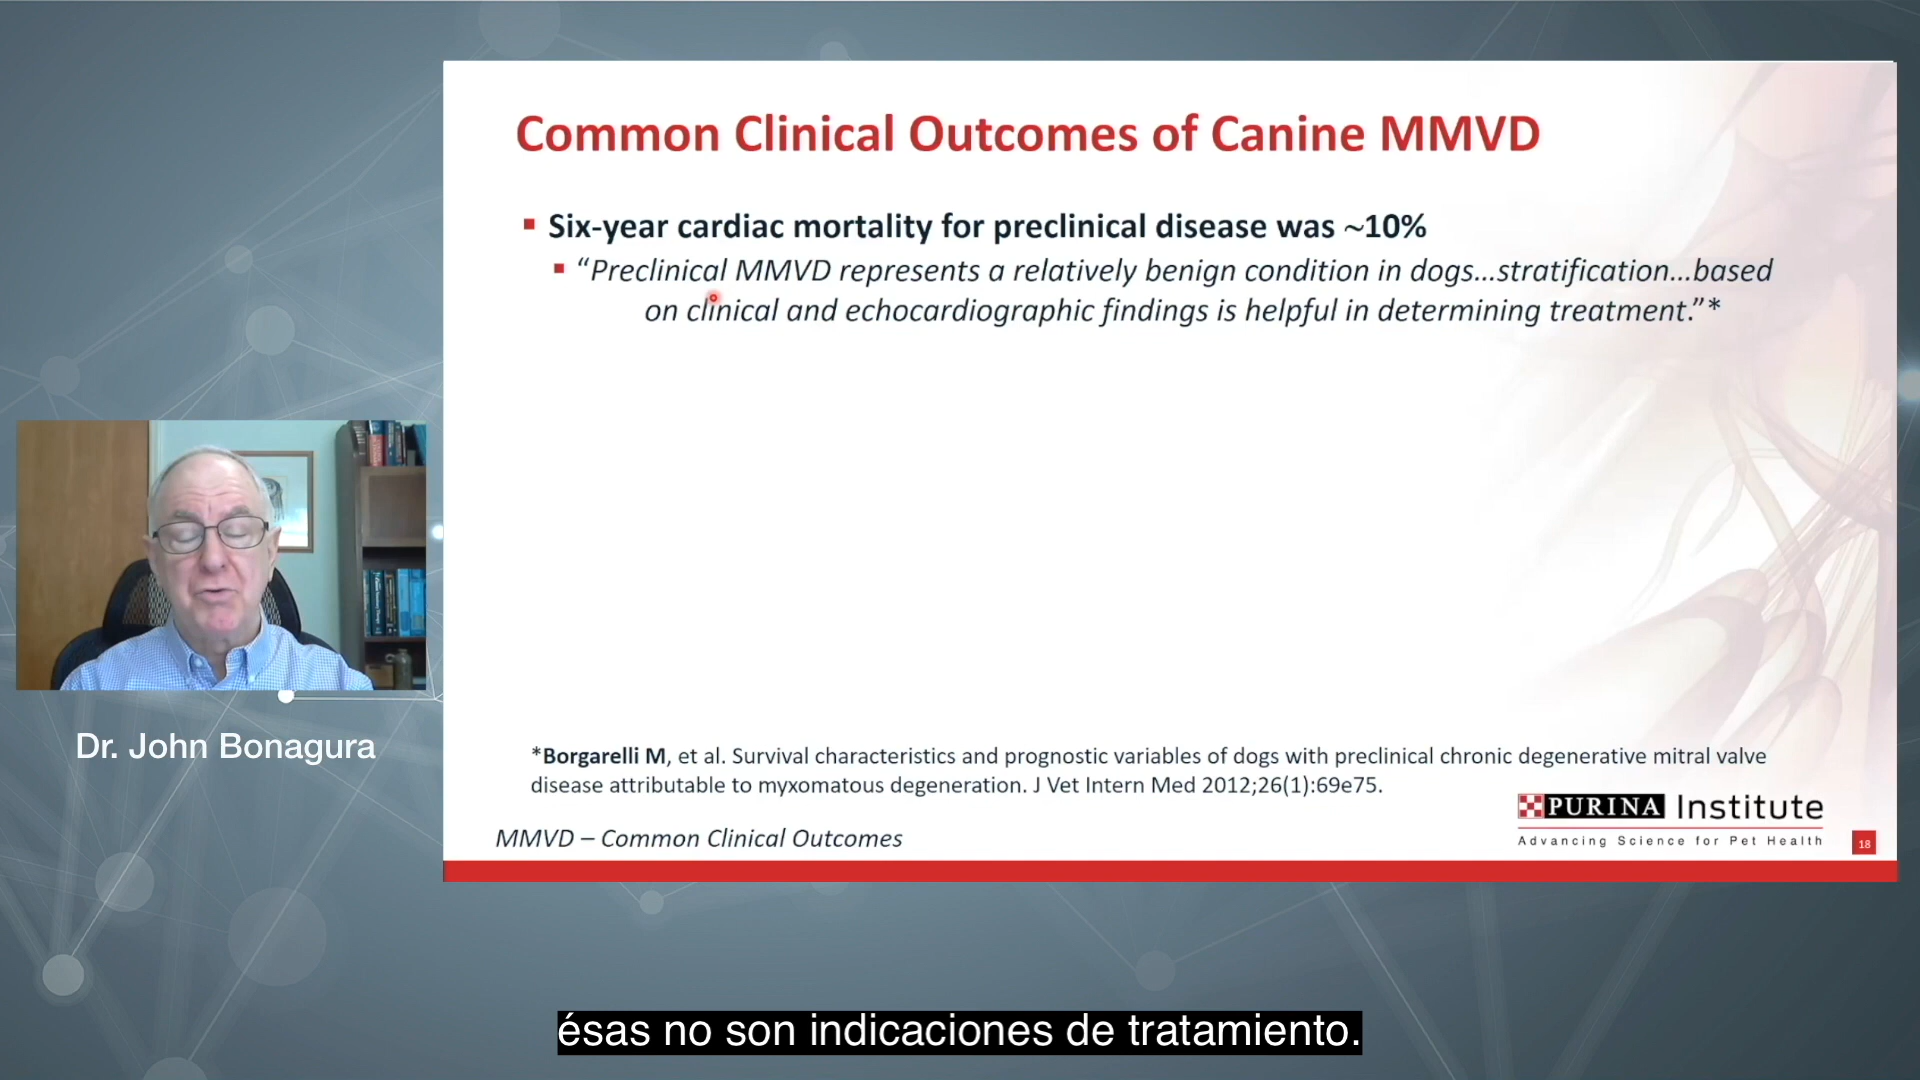 Common Clinical Outcomes of Canine MMVD
Six-year cardiac mortality for preclinical disease was ~10%
“Preclinical MMVD represents a relatively benign condition in dogs...stratification...based
on clinical and echocardiographic findings is helpful in determining treatment.”*
Dr. John Bonagura
*Borgarelli M, et al. Survival characteristics and prognostic variables of dogs with preclinical chronic degenerative mitral valve
disease attributable to myxomatous degeneration. J Vet Intern Med 2012;26(1):69e75.
PURINA Institute
Advancing Science for Pet Health
MMVD – Common Clinical Outcomes
18
ésas no son indicaciones de tratamiento.